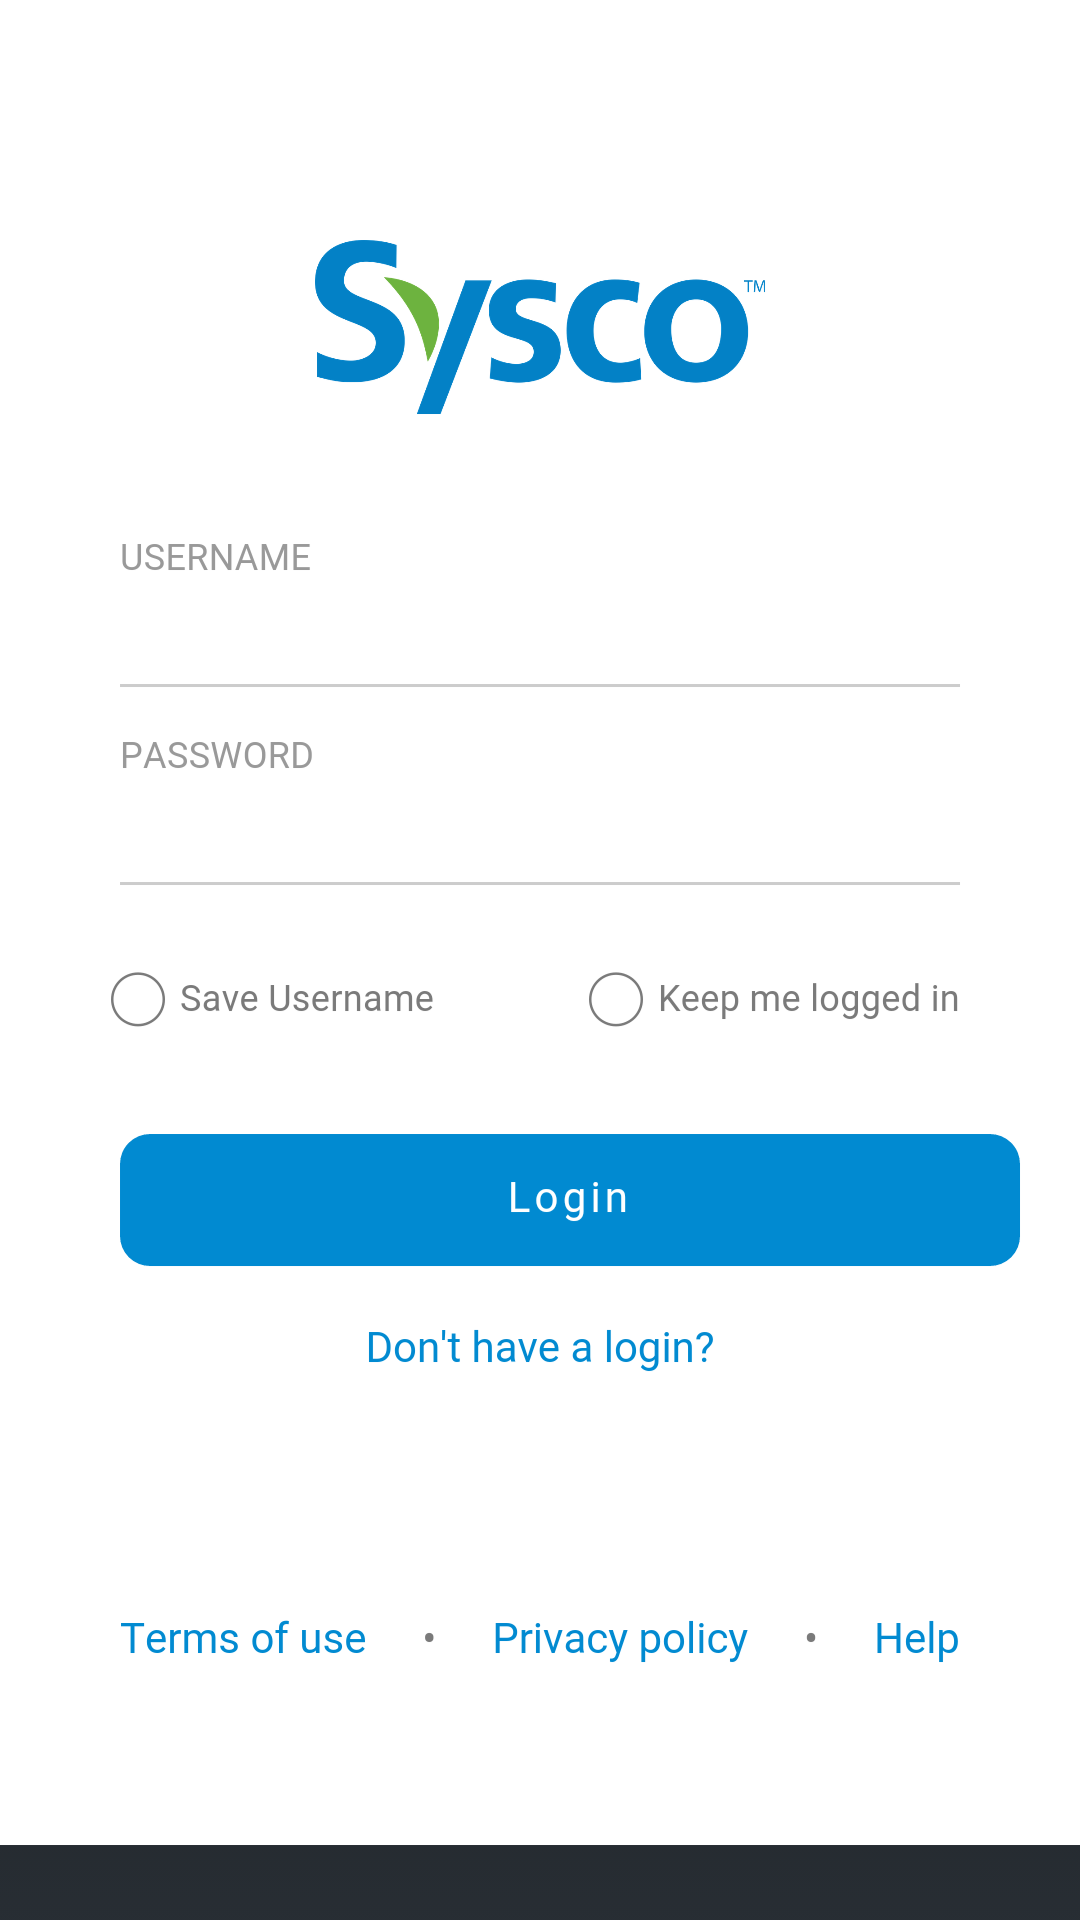 Sysco™
USERNAME
PASSWORD
Save Username
Keep me logged in
Login
Don't have a login?
Terms of use • Privacy policy • Help